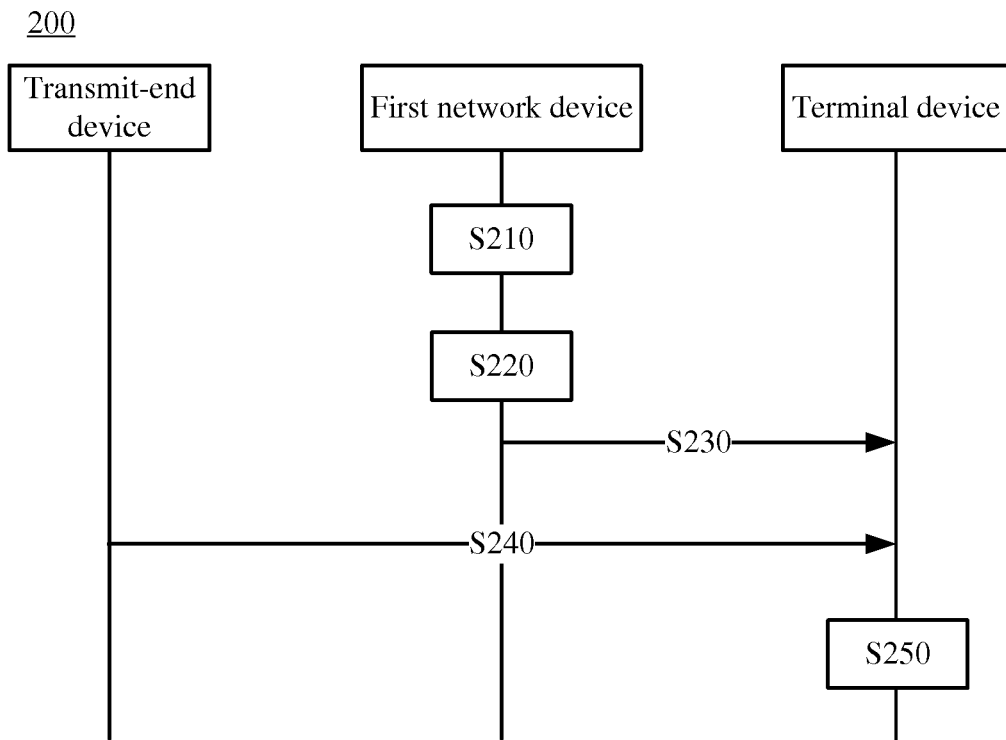 200
Transmit-end
device
First network device
Terminal device
S210
S220
S230
S240
S250